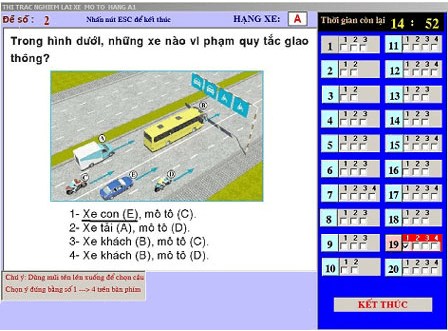 THI TRAC NGHIEM LAI XE MO TO HANG A1
Đề số : 2 Nhấn nút ESC để kết thúc HẠNG XE: A
Thời gian còn lại 14 : 52
Trong hình dưới, những xe nào vi phạm quy tắc giao
thông?
A
B
C
E
D
1- Xe con (E), mô tô (C).
2- Xe tải (A), mô tô (D).
3- Xe khách (B), mô tô (C).
4- Xe khách (B), mô tô (D).
Chú ý: Dùng mũi tên lên xuống để chọn câu
Chọn ý đúng bằng số 1 ---> 4 trên bàn phím
1 1 2 3
2 1 2
3 1 2
4 1 2 3
5 1 2 3
6 1 2 3
7 1 2 3 4
8 1 2 3
9 1 2 3
10 1 2
11 1 2 3 4
12 1 2 3
13 1 2 3
14 1 2 3
15 1 2 3
16 1 2 3
17 1 2 3 4
18 1 2 3
19 1 2 3 4
20 1 2 3 4
KẾT THÚC